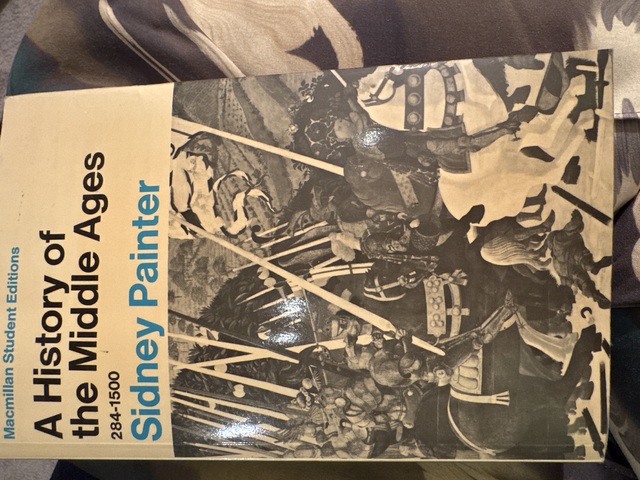 Macmillan Student Editions
A History of
the Middle Ages
284-1500
Sidney Painter